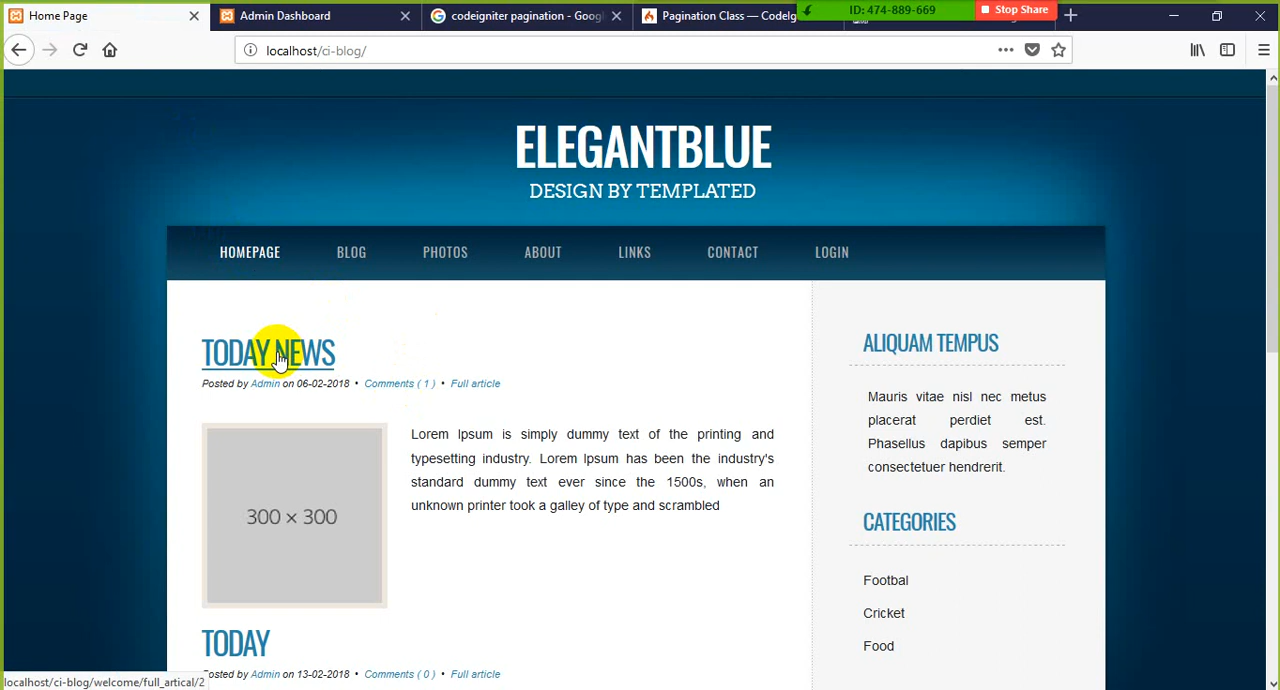 Home Page
Admin Dashboard
codeigniter pagination - Goog
Pagination Class — CodeIg
ID: 474-889-669
Stop Share
localhost/ci-blog/
ELEGANTBLUE
DESIGN BY TEMPLATED
HOMEPAGE BLOG PHOTOS ABOUT LINKS CONTACT LOGIN
TODAY NEWS
Posted by Admin on 06-02-2018 • Comments ( 1 ) • Full article
300 × 300
Lorem Ipsum is simply dummy text of the printing and
typesetting industry. Lorem Ipsum has been the industry's
standard dummy text ever since the 1500s, when an
unknown printer took a galley of type and scrambled
TODAY
Posted by Admin on 13-02-2018 • Comments ( 0 ) • Full article
ALIQUAM TEMPUS
Mauris vitae nisl nec metus
placerat perdiet est.
Phasellus dapibus semper
consectetuer hendrerit.
CATEGORIES
Footbal
Cricket
Food
localhost/ci-blog/welcome/full_artical/2